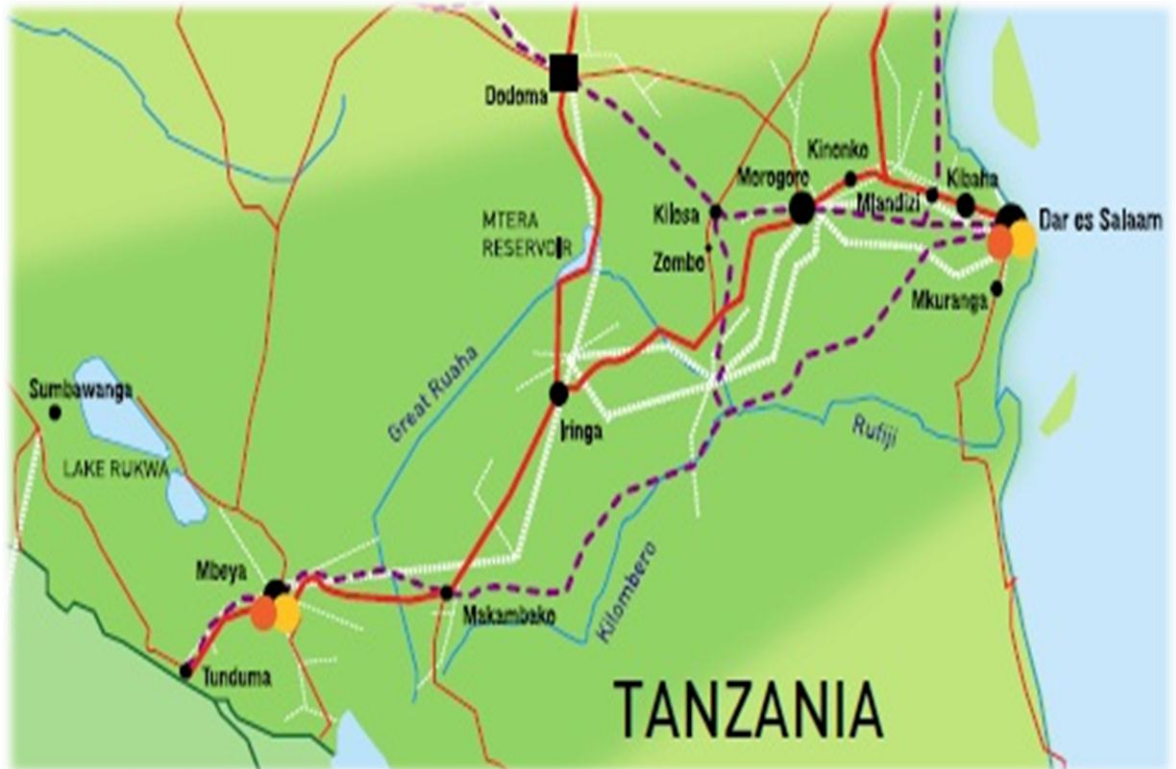 Dodoma
Kinonko
Morogoro
Kibaha
Mlandizi
Kilosa
Dar es Salaam
MTERA
RESERVOIR
Zombo
Mkuranga
Great Ruaha
Sumbawanga
Iringa
Rufiji
LAKE RUKWA
Mbeya
Kilombero
Makambako
Tunduma
TANZANIA